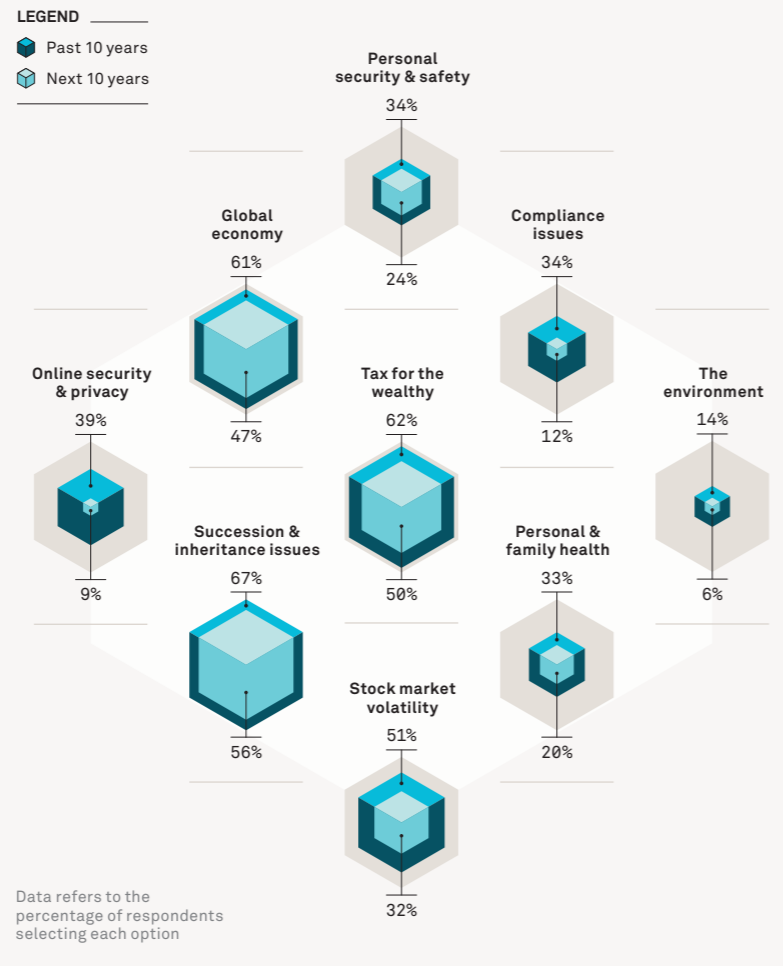 LEGEND
Past 10 years
Next 10 years
Personal
security & safety
34%
24%
Global
economy
61%
47%
Compliance
issues
34%
12%
Online security
& privacy
39%
9%
Tax for the
wealthy
62%
50%
The
environment
14%
6%
Succession &
inheritance issues
67%
56%
Personal &
family health
33%
20%
Stock market
volatility
51%
32%
Data refers to the
percentage of respondents
selecting each option